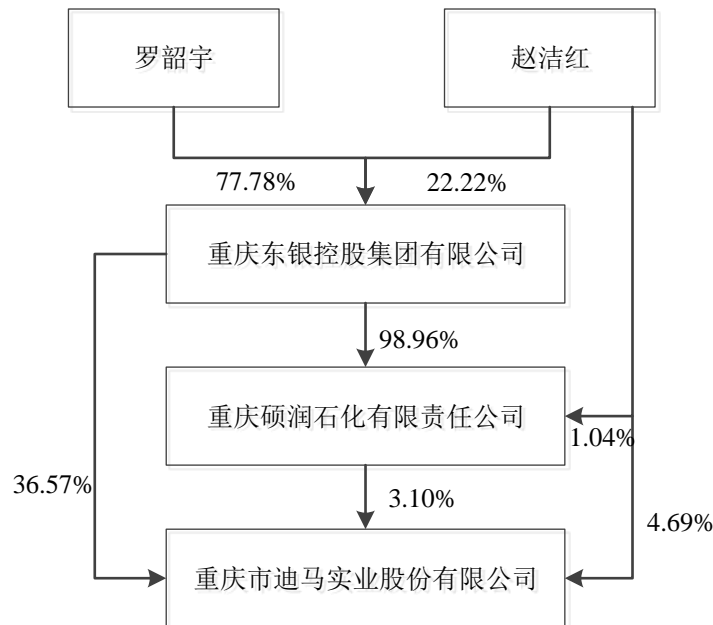 罗韶宇
赵洁红
77.78%
22.22%
重庆东银控股集团有限公司
98.96%
重庆硕润石化有限责任公司
1.04%
36.57%
3.10%
4.69%
重庆市迪马实业股份有限公司